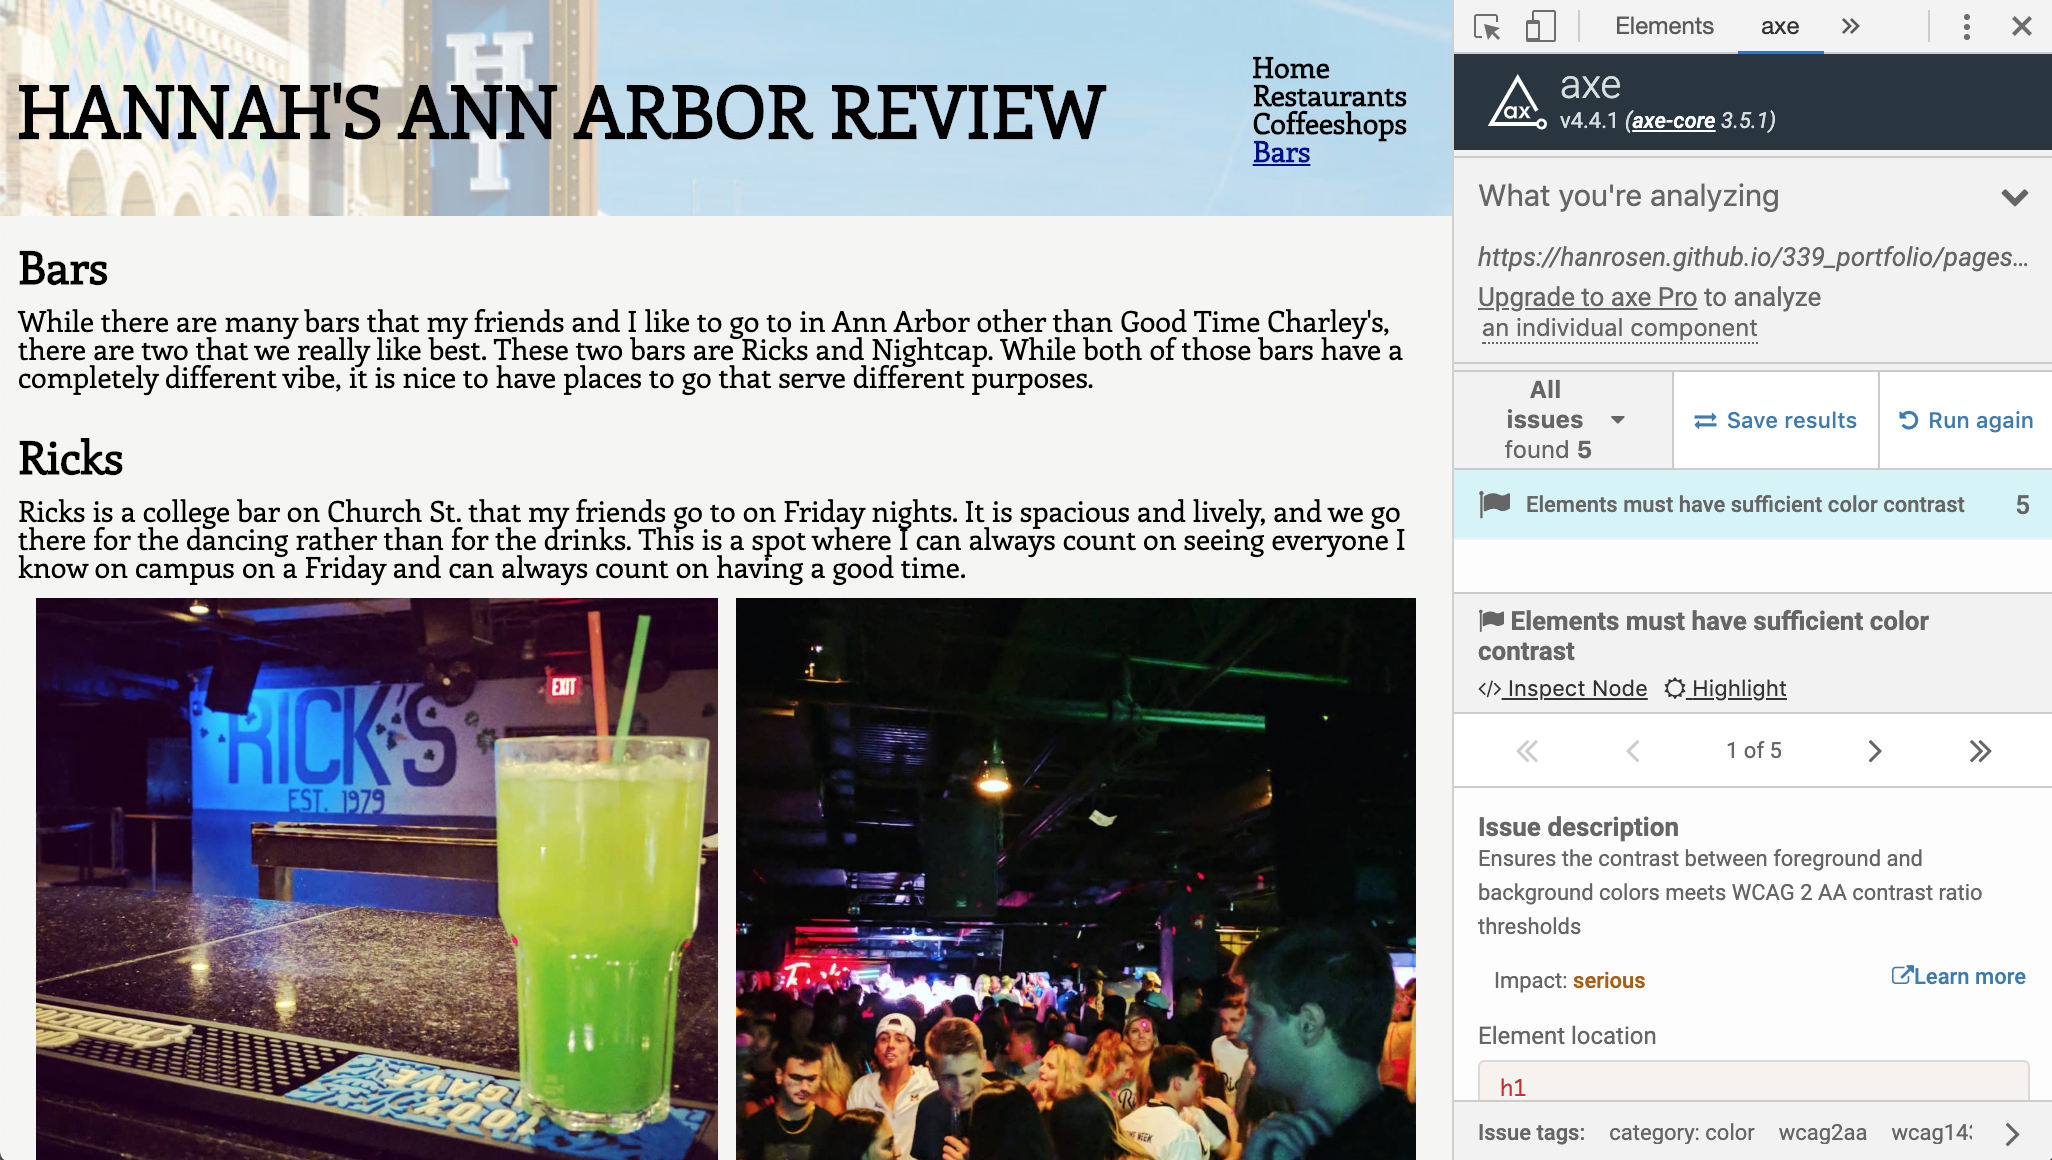 HI
HANNAH'S ANN ARBOR REVIEW
Home
Restaurants
Coffeeshops
Bars
Bars
While there are many bars that my friends and I like to go to in Ann Arbor other than Good Time Charley's,
there are two that we really like best. These two bars are Ricks and Nightcap. While both of those bars have a
completely different vibe, it is nice to have places to go that serve different purposes.
Ricks
Ricks is a college bar on Church St. that my friends go to on Friday nights. It is spacious and lively, and we go
there for the dancing rather than for the drinks. This is a spot where I can always count on seeing everyone I
know on campus on a Friday and can always count on having a good time.
EXIT
RICK'S
EST. 1979
Elements
axe
ax
axe
v4.4.1 (axe-core 3.5.1)
What you're analyzing
https://hanrosen.github.io/339_portfolio/pages...
Upgrade to axe Pro to analyze
an individual component
All
issues
found 5
Save results
Run again
Elements must have sufficient color contrast 5
Elements must have sufficient color
contrast
</> Inspect Node Highlight
1 of 5
Issue description
Ensures the contrast between foreground and
background colors meets WCAG 2 AA contrast ratio
thresholds
Impact: serious
Learn more
Element location
h1
Issue tags: category: color wcag2aa wcag143